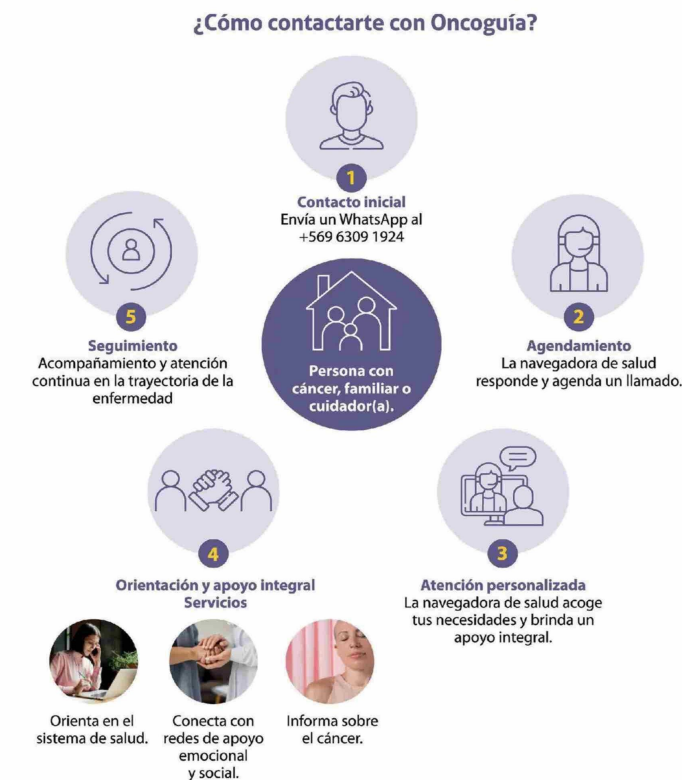 ¿Cómo contactarte con Oncoguía?
1
Contacto inicial
Envía un WhatsApp al
+569 6309 1924
2
Agendamiento
La navegadora de salud
responde y agenda un llamado.
3
Atención personalizada
La navegadora de salud acoge
tus necesidades y brinda un
apoyo integral.
4
Orientación y apoyo integral
Servicios
Orienta en el
sistema de salud.
Conecta con
redes de apoyo
emocional
y social.
Informa sobre
el cáncer.
5
Seguimiento
Acompañamiento y atención
continua en la trayectoria de la
enfermedad
Persona con
cáncer, familiar o
cuidador(a).